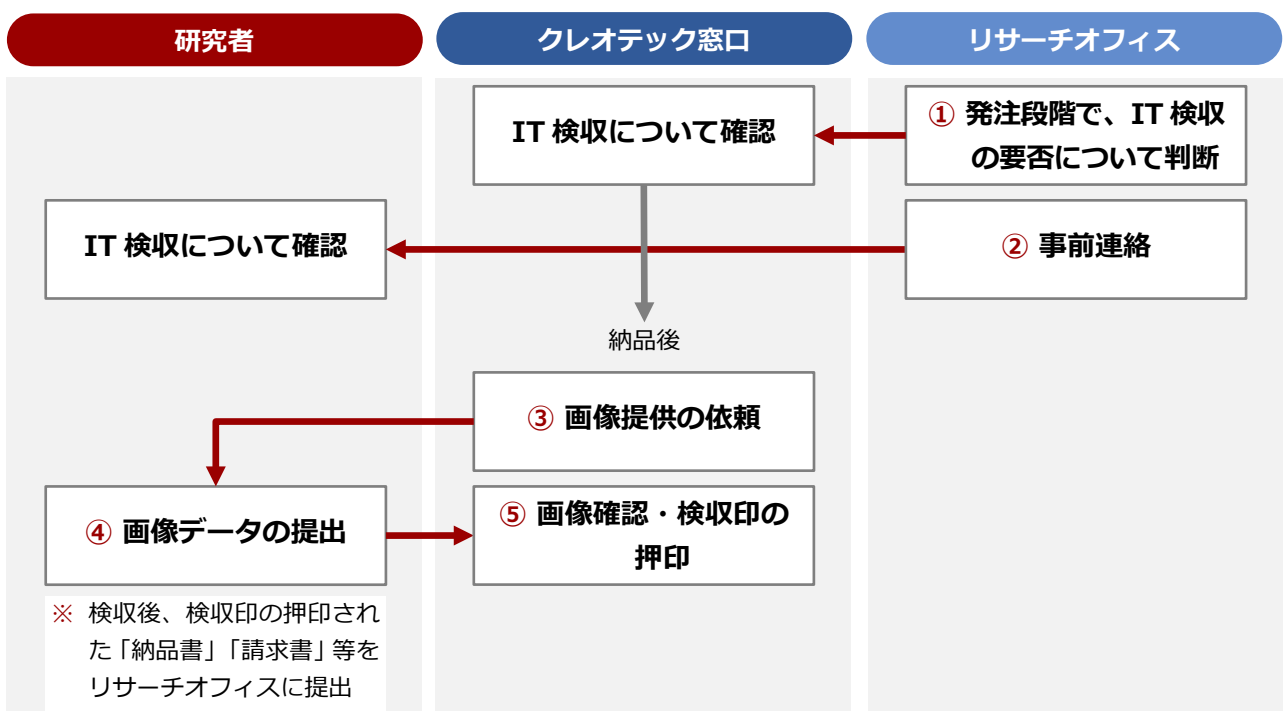 研究者
クレオテック窓口
リサーチオフィス
IT 検収について確認
① 発注段階で、IT 検収
の要否について判断
IT 検収について確認
② 事前連絡
納品後
③ 画像提供の依頼
④ 画像データの提出
⑤ 画像確認・検収印の
押印
※ 検収後、検収印の押印され
た「納品書」「請求書」等を
リサーチオフィスに提出